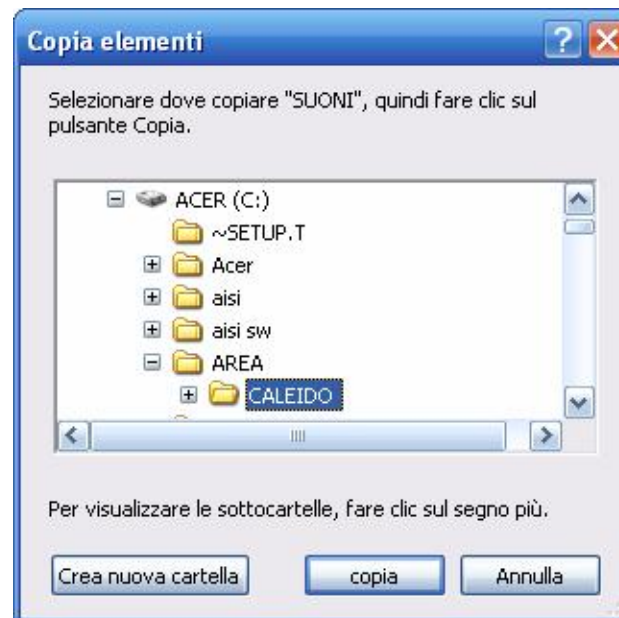 Copia elementi
Selezionare dove copiare "SUONI", quindi fare clic sul
pulsante Copia.
ACER (C:)
~SETUP.T
Acer
aisi
aisi sw
AREA
CALEIDO
Per visualizzare le sottocartelle, fare clic sul segno più.
Crea nuova cartella copia Annulla